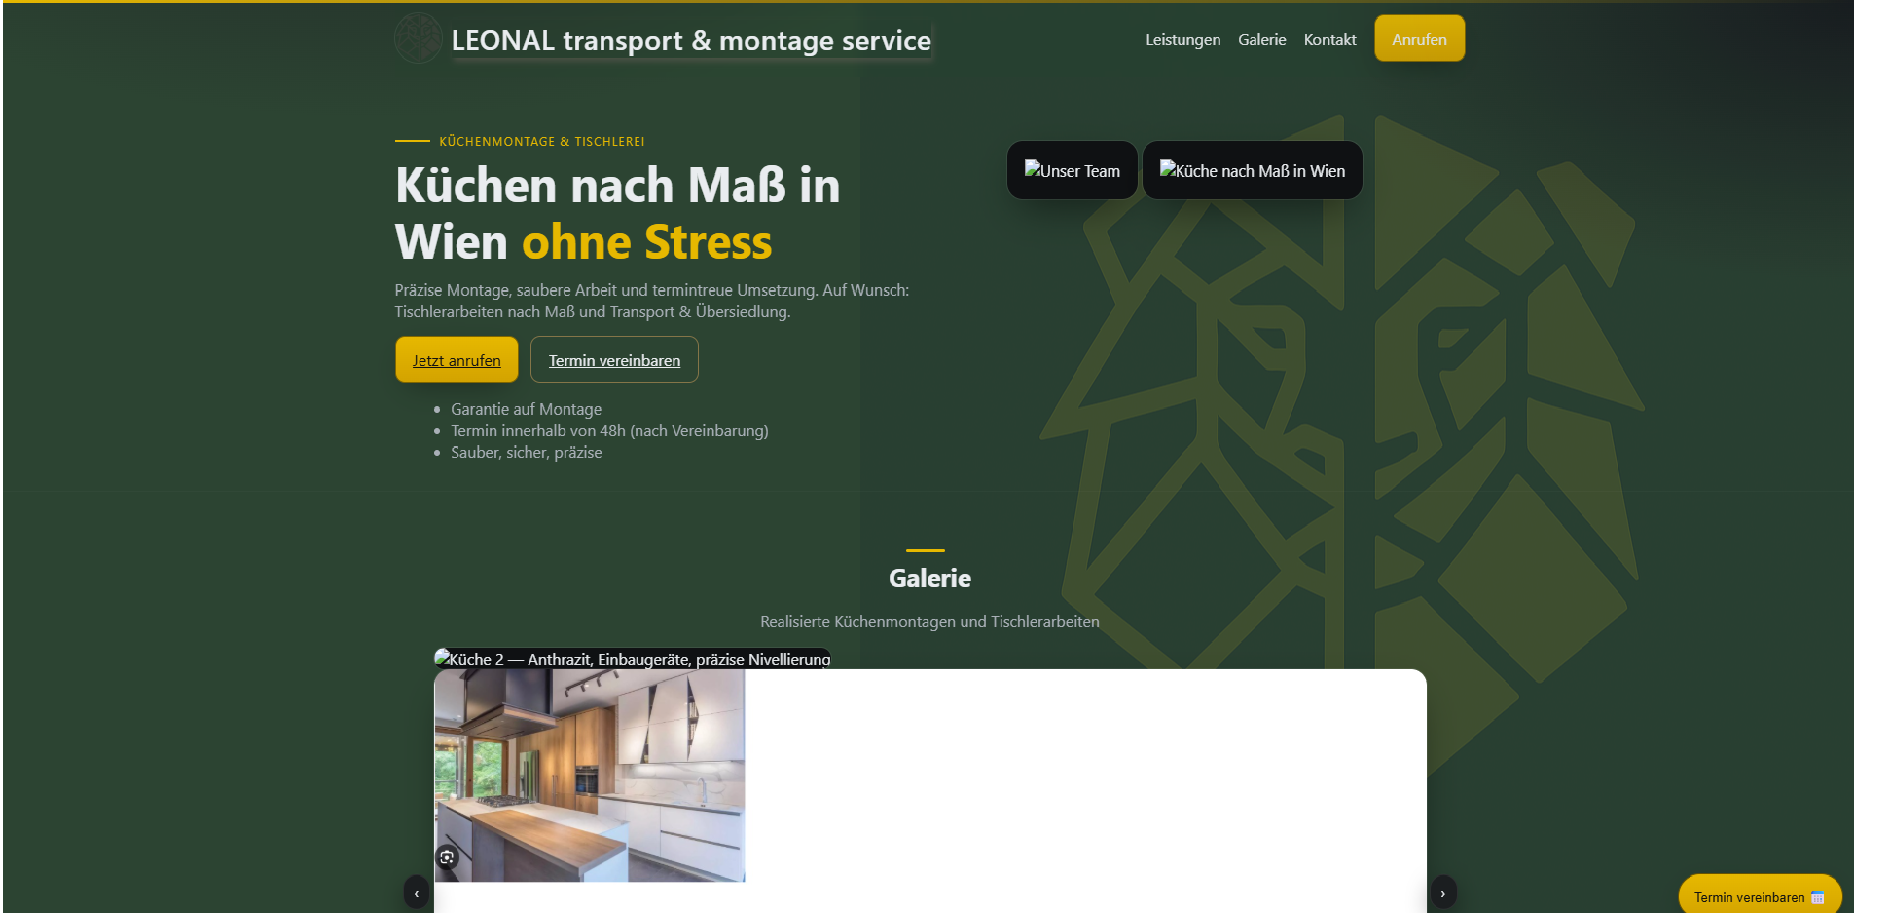 LEONAL transport & montage service
Leistungen Galerie Kontakt Anrufen
KÜCHENMONTAGE & TISCHLEREI
Küchen nach Maß in
Wien ohne Stress
Präzise Montage, saubere Arbeit und termintreue Umsetzung. Auf Wunsch:
Tischlerarbeiten nach Maß und Transport & Übersiedlung.
Jetzt anrufen Termin vereinbaren
Garantie auf Montage
Termin innerhalb von 48h (nach Vereinbarung)
Sauber, sicher, präzise
Unser Team Küche nach Maß in Wien
Galerie
Realisierte Küchenmontagen und Tischlerarbeiten
Küche 2 — Anthrazit, Einbaugeräte, präzise Nivellierung
‹ ›
Termin vereinbaren